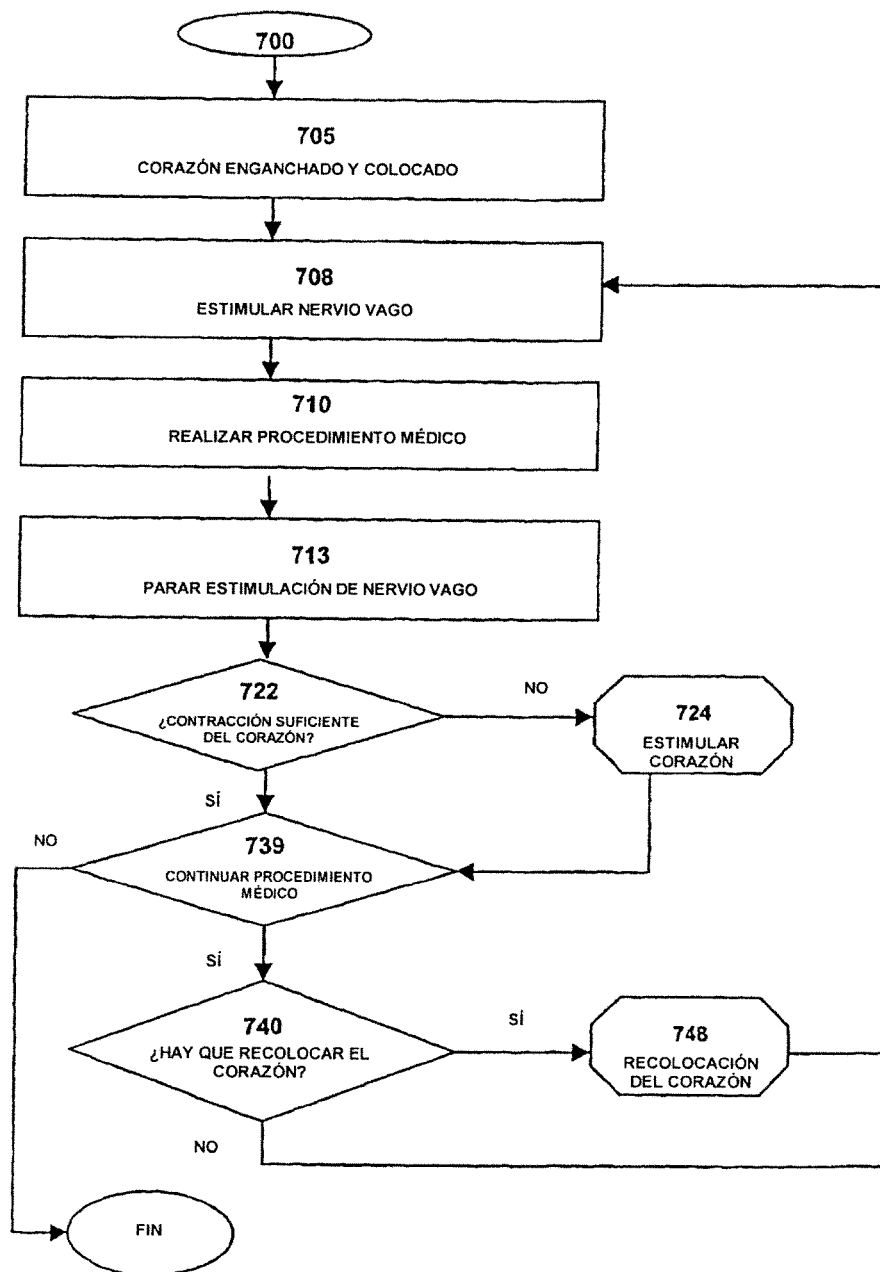 700
705
CORAZÓN ENGANCHADO Y COLOCADO
708
ESTIMULAR NERVIO VAGO
710
REALIZAR PROCEDIMIENTO MÉDICO
713
PARAR ESTIMULACIÓN DE NERVIO VAGO
722
¿CONTRACCIÓN SUFICIENTE
DEL CORAZÓN?
NO
724
ESTIMULAR
CORAZÓN
SÍ
NO
739
CONTINUAR PROCEDIMIENTO
MÉDICO
SÍ
740
¿HAY QUE RECOLOCAR EL
CORAZÓN?
SÍ
748
RECOLOCACIÓN
DEL CORAZÓN
NO
FIN